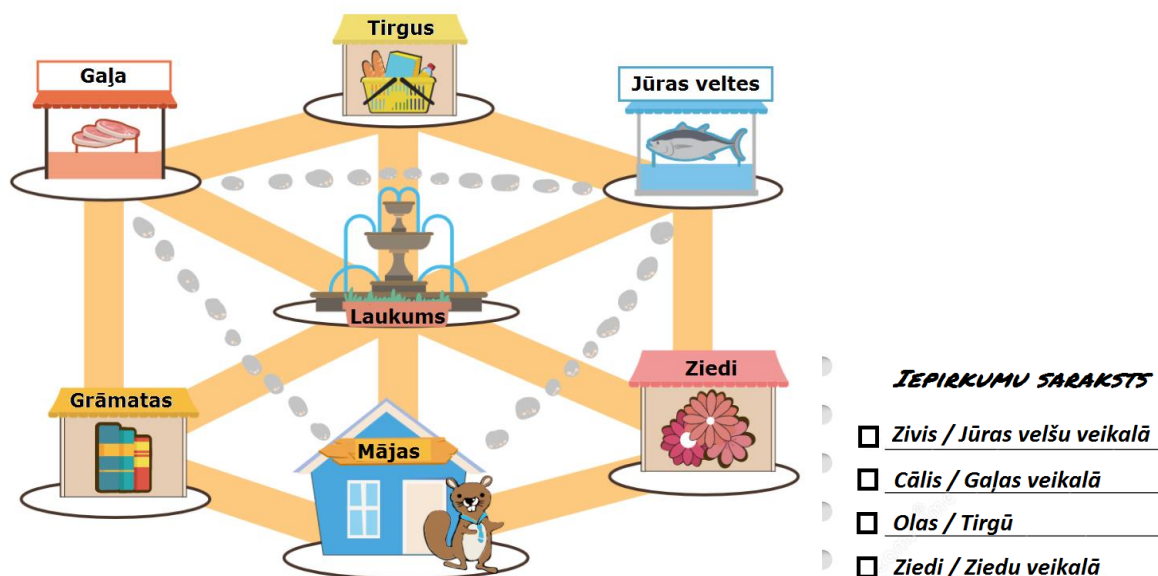 Tirgus
Gaļa
Jūras veltes
Laukums
Ziedi
Grāmatas
Mājas
IEPIRKUMU SARAKSTS
Zivis / Jūras velšu veikalā
Cālis / Gaļas veikalā
Olas / Tirgū
Ziedi / Ziedu veikalā